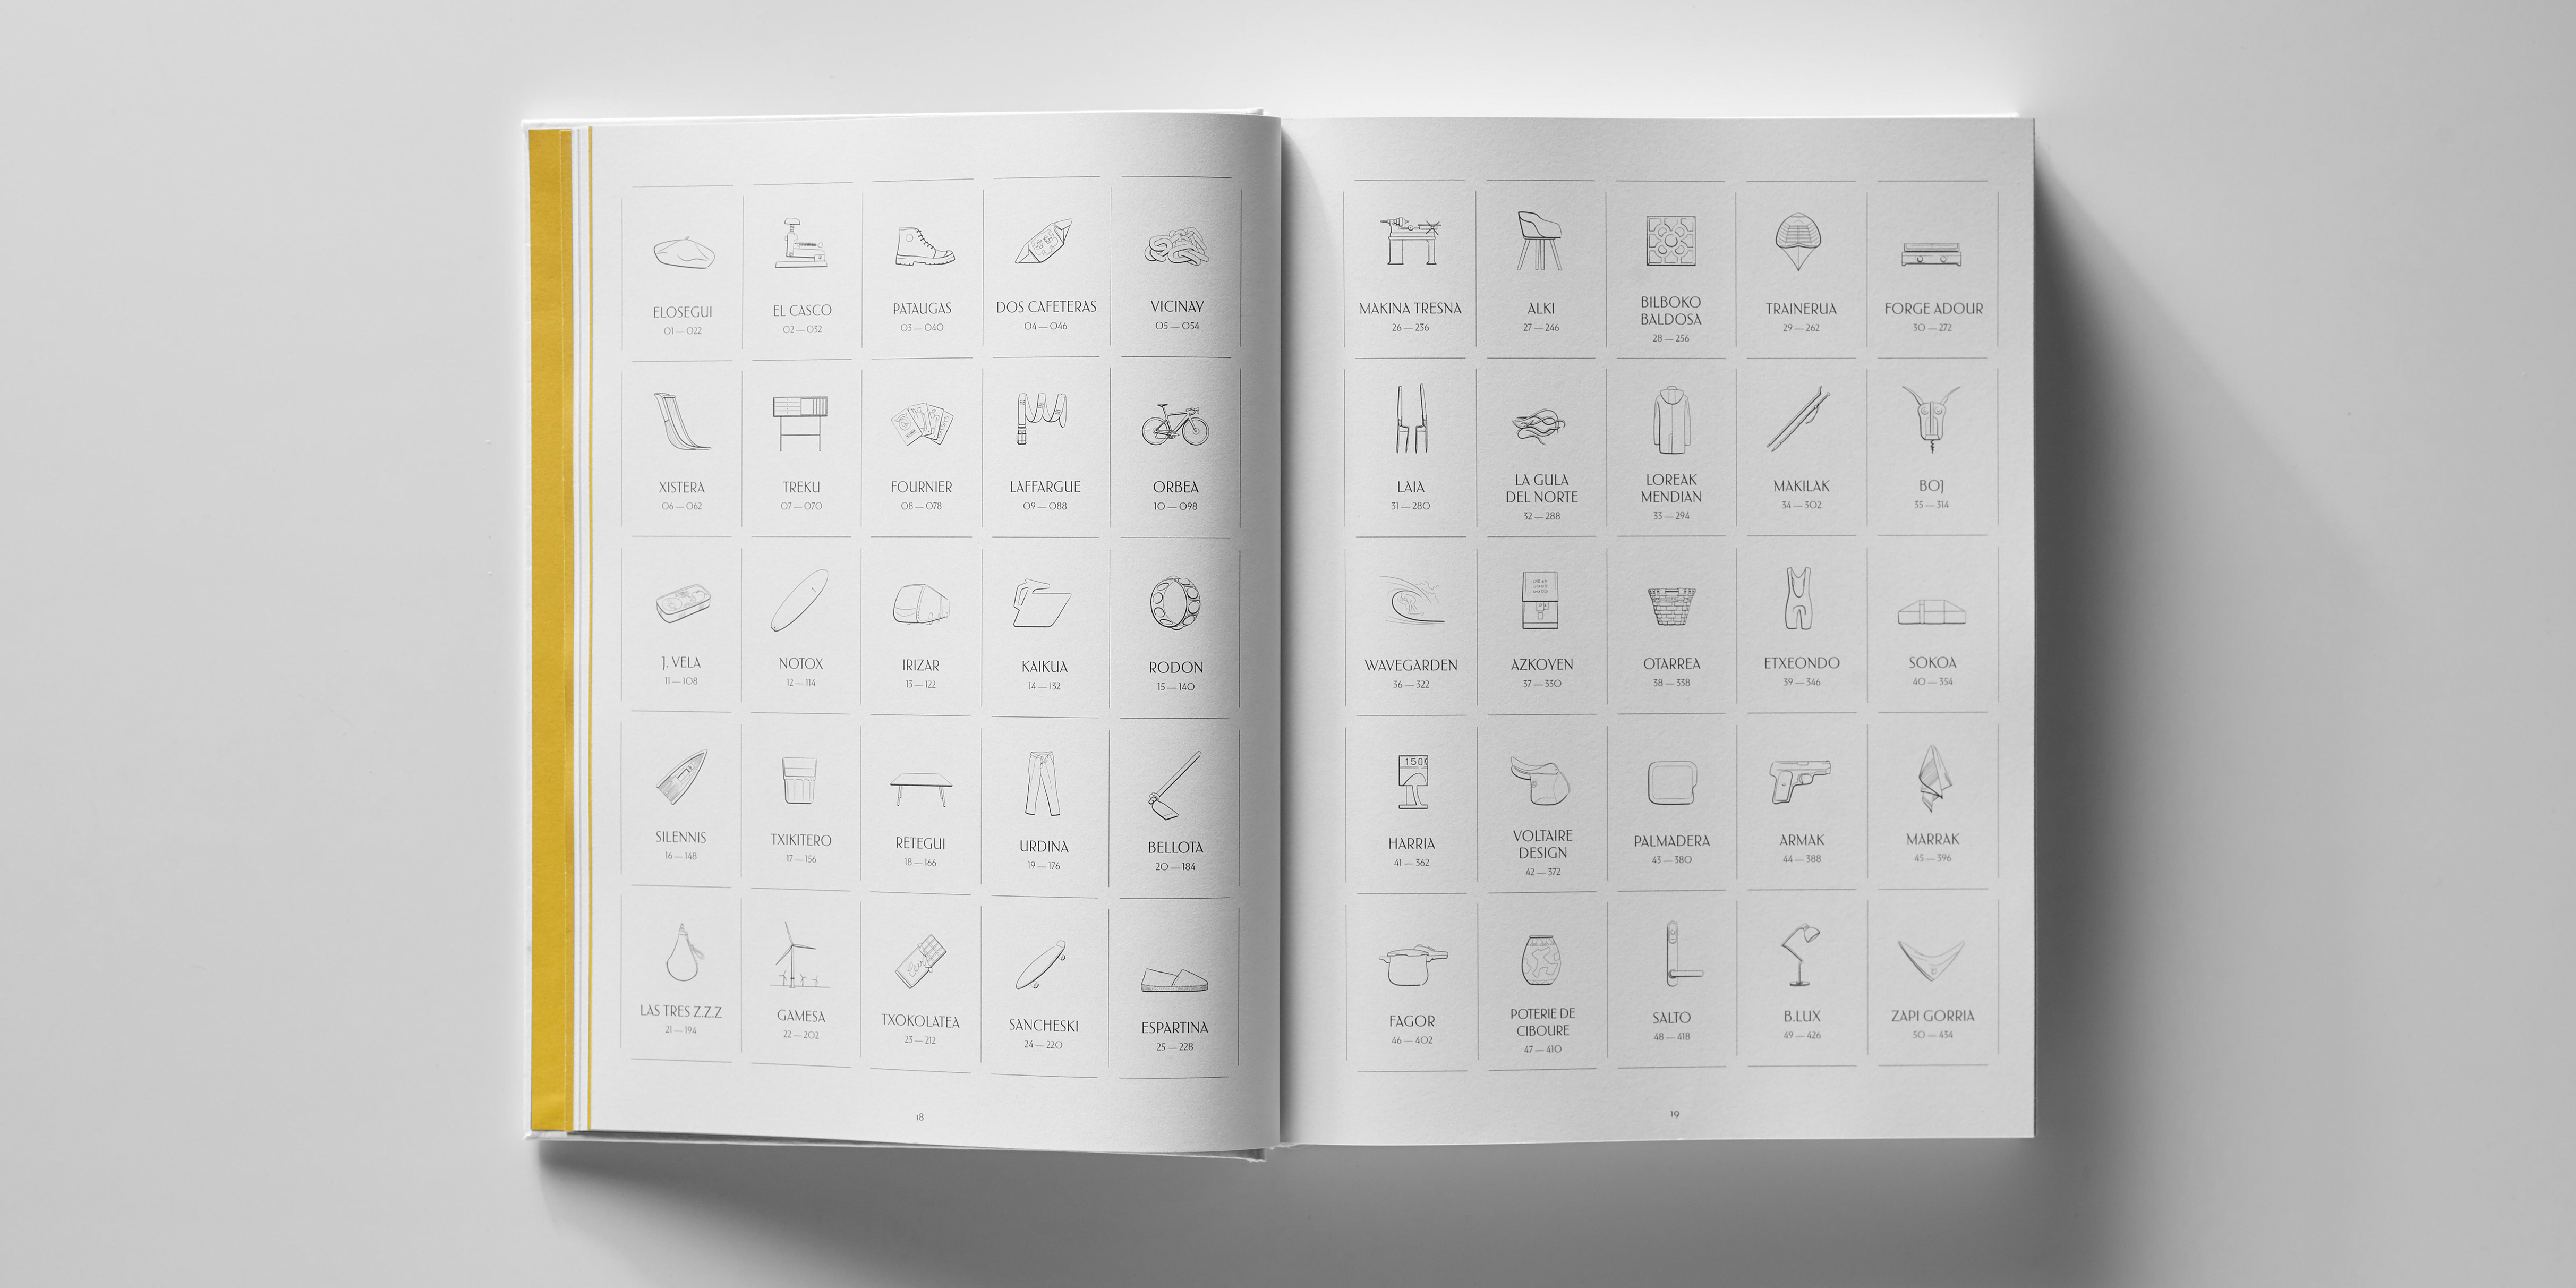 ELOSEGUI
01 — 022
EL CASCO
02 — 032
PATAUGAS
03 — 040
DOS CAFETERAS
04 — 046
VICINAY
05 — 054
XISTERA
06 — 062
TREKU
07 — 070
FOURNIER
08 — 078
LAFFARGUE
09 — 088
ORBEA
10 — 098
J. VELA
11 — 108
NOTOX
12 — 114
IRIZAR
13 — 122
KAIKUA
14 — 132
RODON
15 — 140
SILENNIS
16 — 148
TXIKITERO
17 — 156
RETEGUI
18 — 166
URDINA
19 — 176
BELLOTA
20 — 184
LAS TRES Z.Z.Z
21 — 194
GAMESA
22 — 202
TXOKOLATEA
23 — 212
SANCHESKI
24 — 220
ESPARTINA
25 — 228
18
MAKINA TRESNA
26 — 236
ALKI
27 — 246
BILBOKO
BALDOSA
28 — 256
TRAINERUA
29 — 262
FORGE ADOUR
30 — 272
LAIA
31 — 280
LA GULA
DEL NORTE
32 — 288
LOREAK
MENDIAN
33 — 294
MAKILAK
34 — 302
BOJ
35 — 314
WAVEGARDEN
36 — 322
AZKOYEN
37 — 330
OTARREA
38 — 338
ETXEONDO
39 — 346
SOKOA
40 — 354
150
HARRIA
41 — 362
VOLTAIRE
DESIGN
42 — 372
PALMADERA
43 — 380
ARMAK
44 — 388
MARRAK
45 — 396
FAGOR
46 — 402
POTERIE DE
CIBOURE
47 — 410
SALTO
48 — 418
B.LUX
49 — 426
ZAPI GORRIA
50 — 434
19